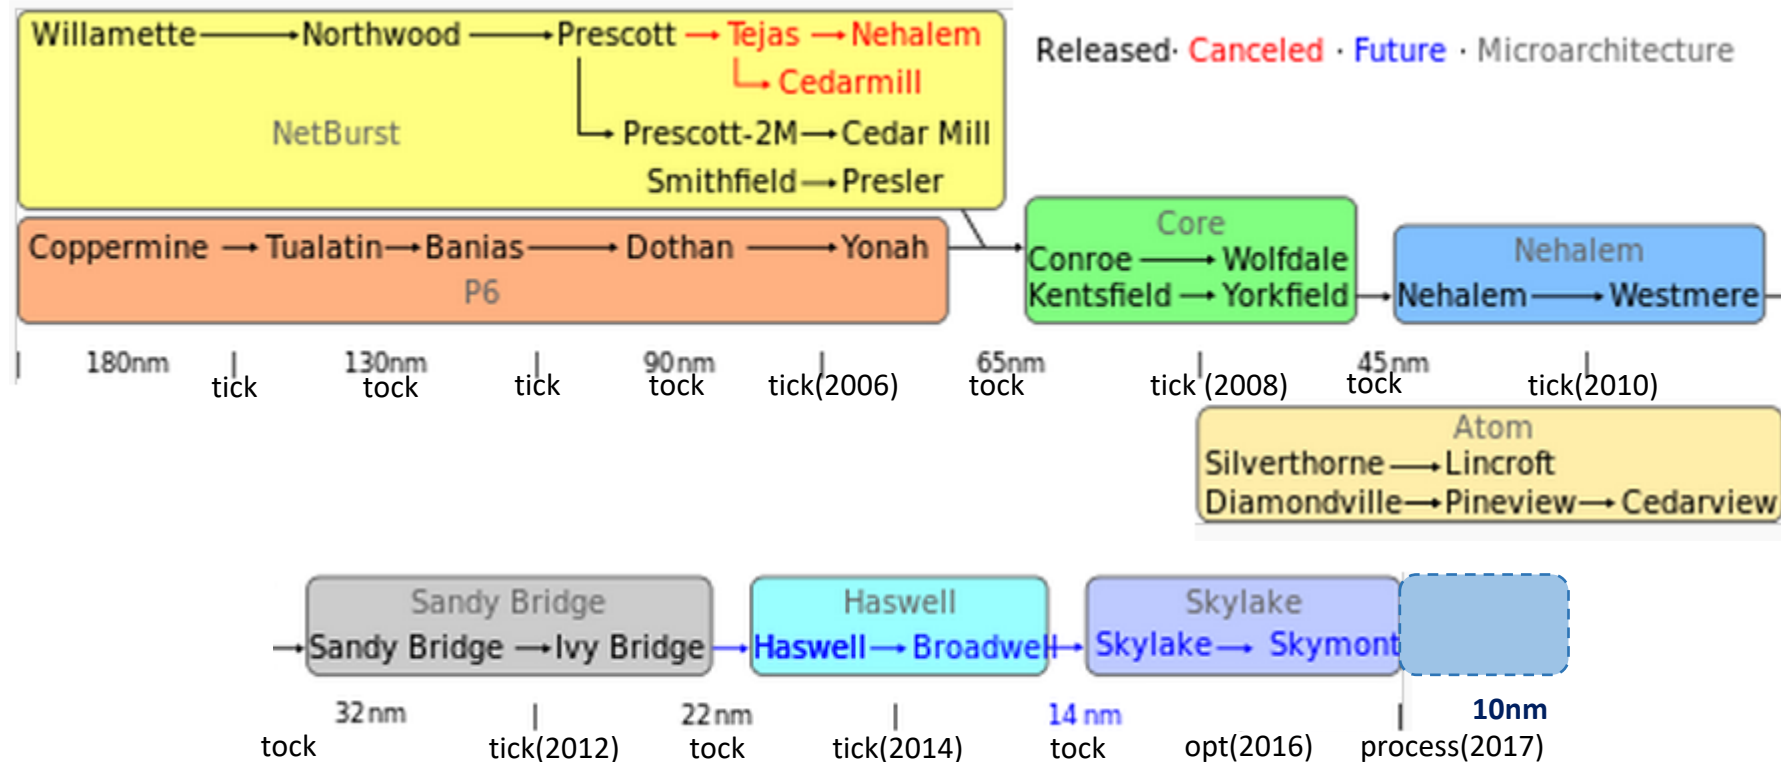 Willamette Northwood Prescott Tejas Nehalem
Released· Canceled · Future · Microarchitecture
Cedarmill
NetBurst Prescott-2M Cedar Mill
Smithfield Presler
Core
Coppermine Tualatin Banias Dothan Yonah
Conroe Wolfdale
Nehalem
P6
Kentsfield Yorkfield
Nehalem Westmere
180nm 130nm 90nm 65nm 45nm
tick tock tick tock tick(2006) tock tick (2008) tock tick(2010)
Atom
Silverthorne Lincroft
Diamondville Pineview Cedarview
Sandy Bridge Haswell Skylake
Sandy Bridge Ivy Bridge Haswell Broadwell Skylake Skymont
32nm 22nm 14 nm 10nm
tock tick(2012) tock tick(2014) tock opt(2016) process(2017)